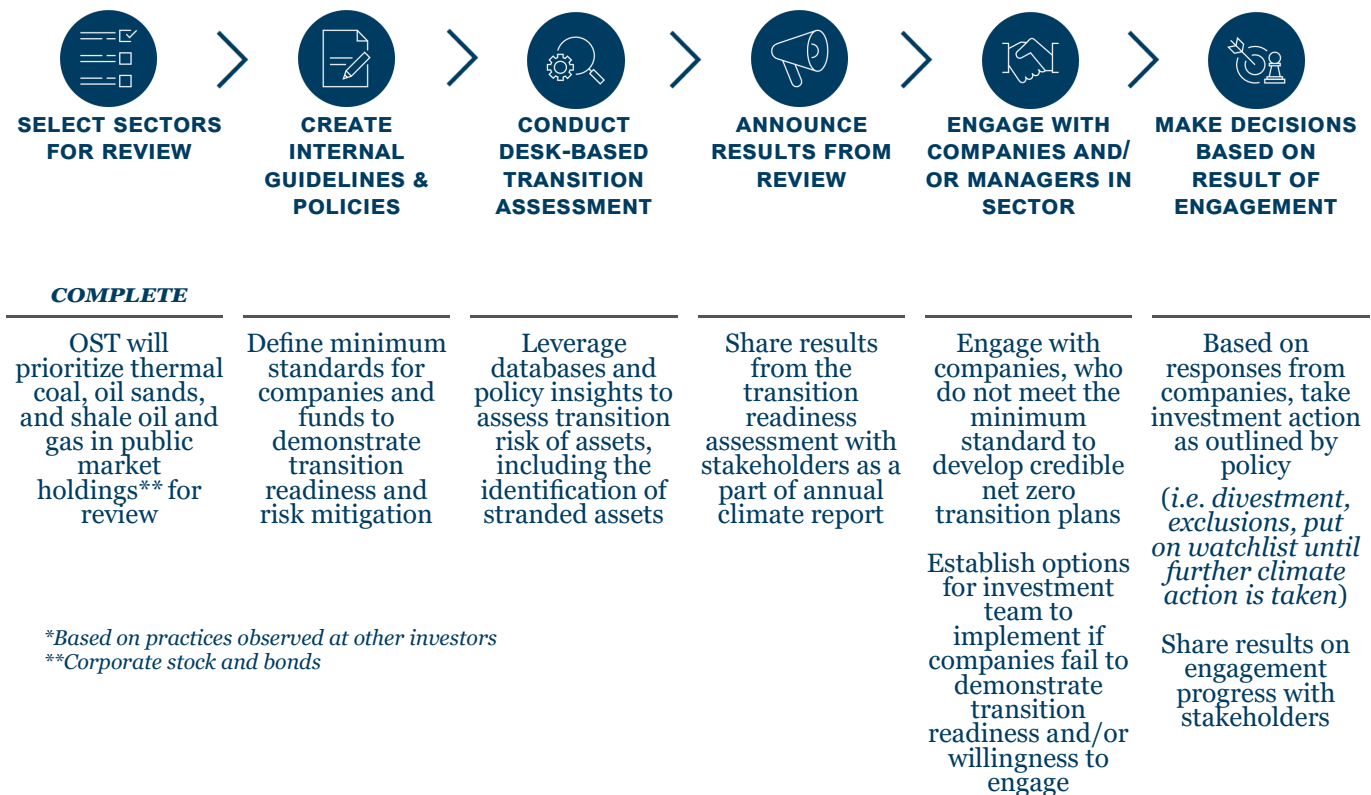 SELECT SECTORS
FOR REVIEW
CREATE
INTERNAL
GUIDELINES &
POLICIES
CONDUCT
DESK-BASED
TRANSITION
ASSESSMENT
ANNOUNCE
RESULTS FROM
REVIEW
ENGAGE WITH
COMPANIES AND/
OR MANAGERS IN
SECTOR
MAKE DECISIONS
BASED ON
RESULT OF
ENGAGEMENT
COMPLETE
OST will
prioritize thermal
coal, oil sands,
and shale oil and
gas in public
market
holdings** for
review
Define minimum
standards for
companies and
funds to
demonstrate
transition
readiness and
risk mitigation
Leverage
databases and
policy insights to
assess transition
risk of assets,
including the
identification of
stranded assets
Share results
from the
transition
readiness
assessment with
stakeholders as a
part of annual
climate report
Engage with
companies, who
do not meet the
minimum
standard to
develop credible
net zero
transition plans
Establish options
for investment
team to
implement if
companies fail to
demonstrate
transition
readiness and/or
willingness to
engage
Based on
responses from
companies, take
investment action
as outlined by
policy
(i.e. divestment,
exclusions, put
on watchlist until
further climate
action is taken)
Share results on
engagement
progress with
stakeholders
*Based on practices observed at other investors
**Corporate stock and bonds